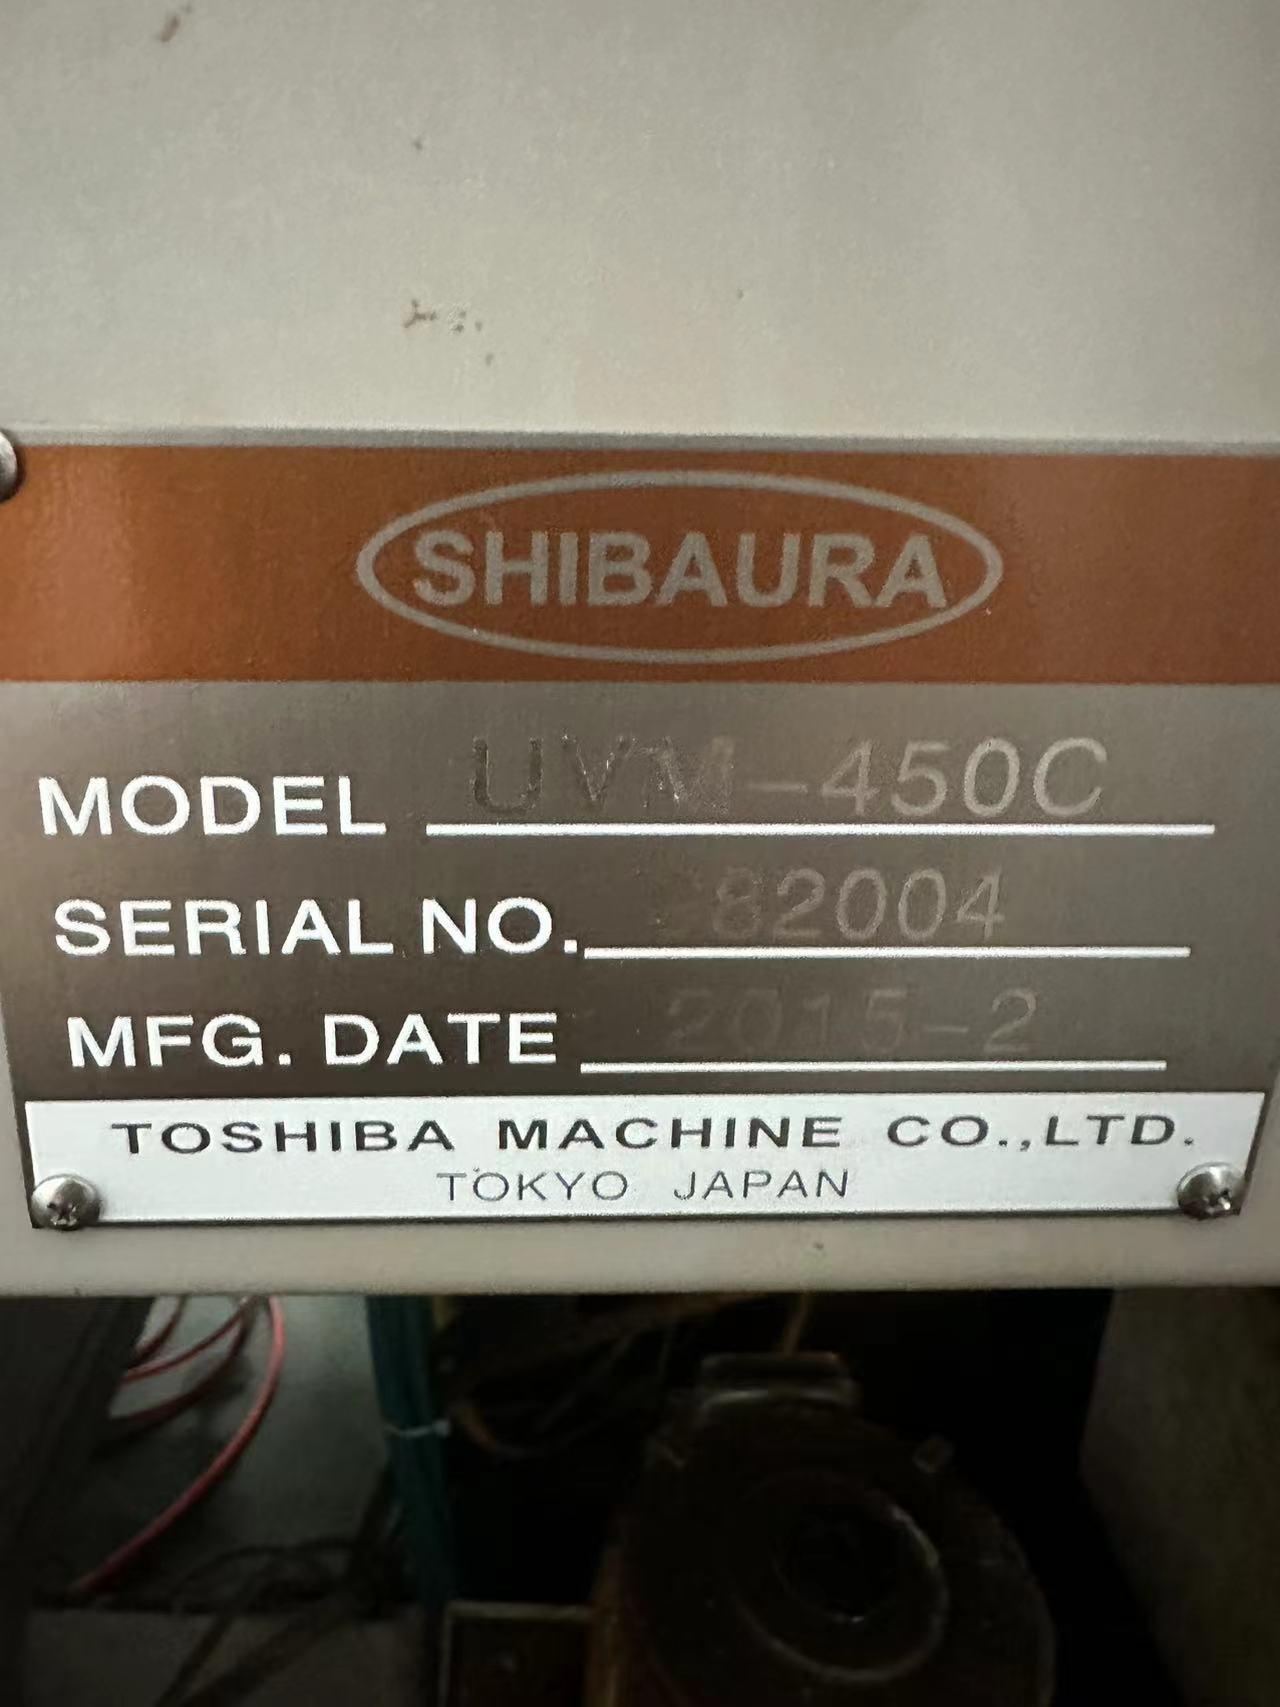 SHIBAURA
MODEL UVM-450C
SERIAL NO. 82004
MFG. DATE 2015-2
TOSHIBA MACHINE CO.,LTD.
TOKYO JAPAN